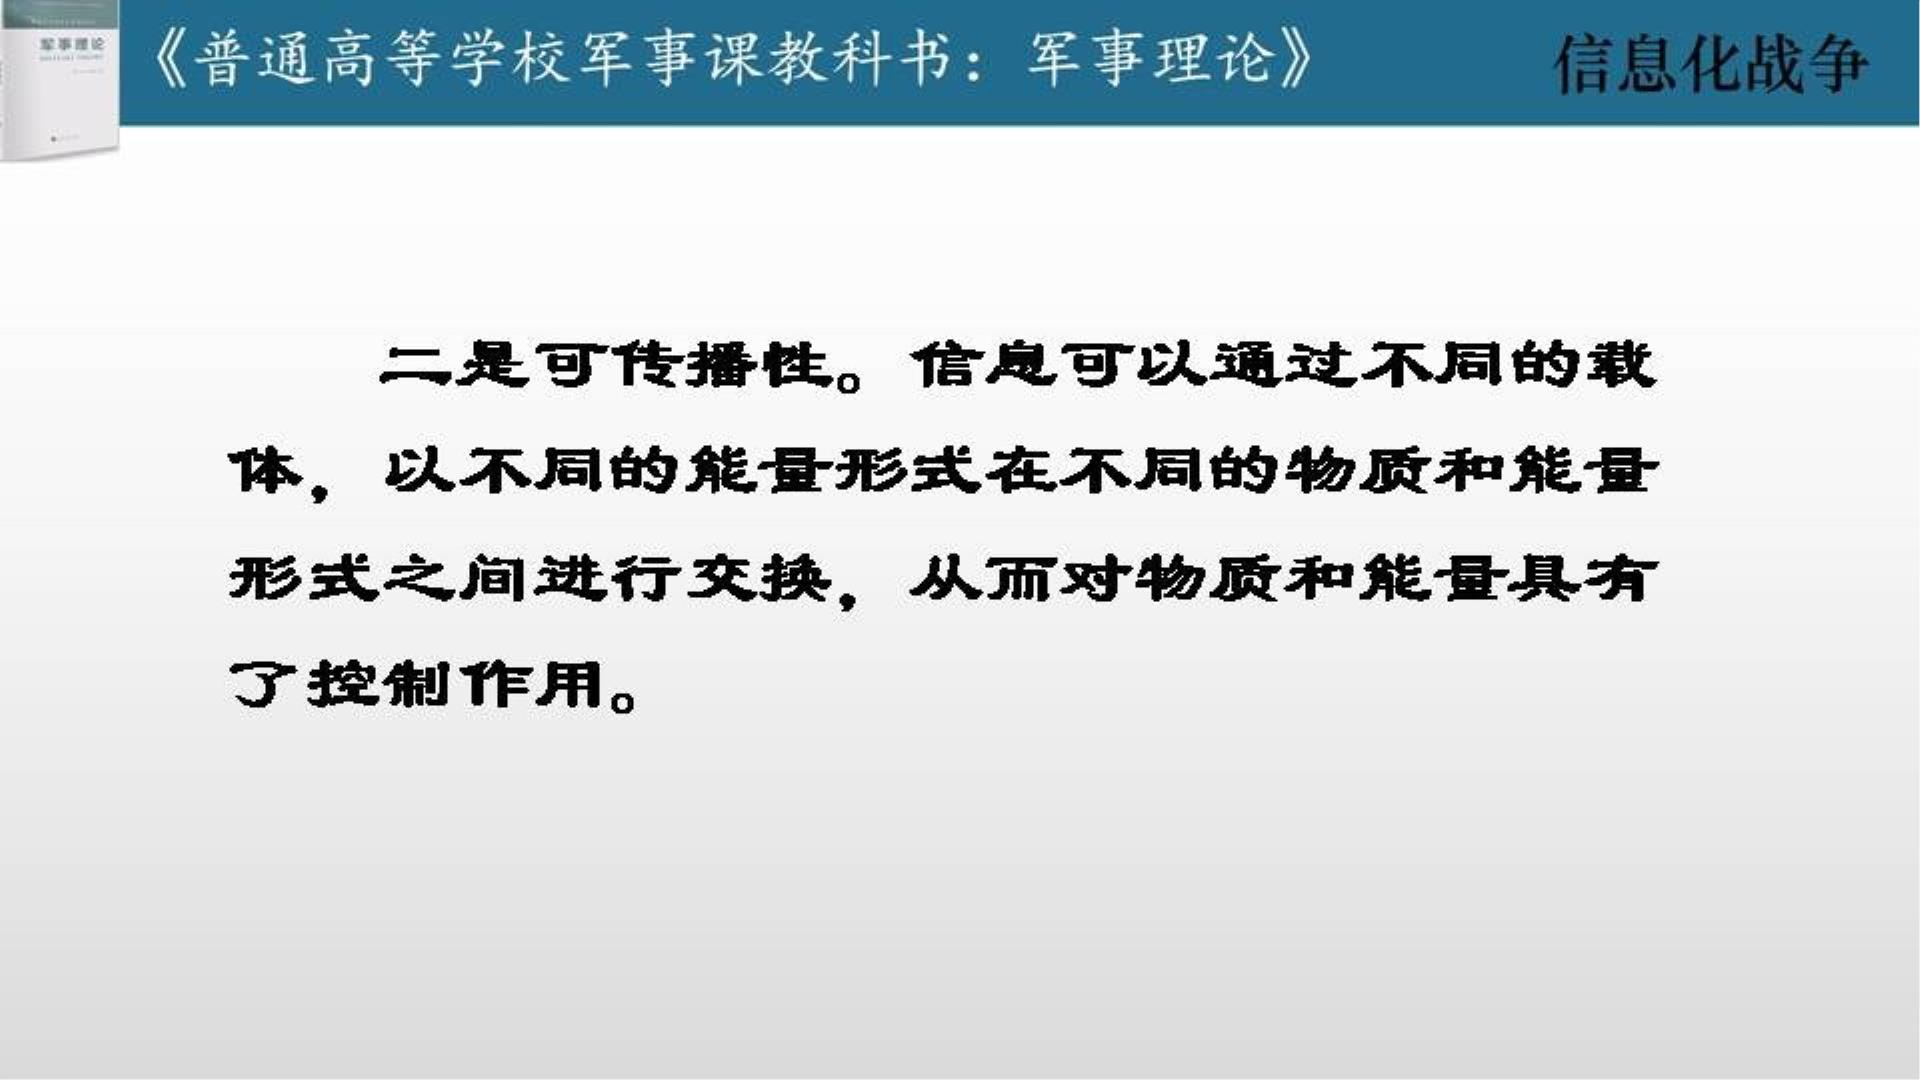 军事理论
《普通高等学校军事课教科书：军事理论》
信息化战争
二是可传播性。信息可以通过不同的载
体，以不同的能量形式在不同的物质和能量
形式之间进行交换，从而对物质和能量具有
了控制作用。